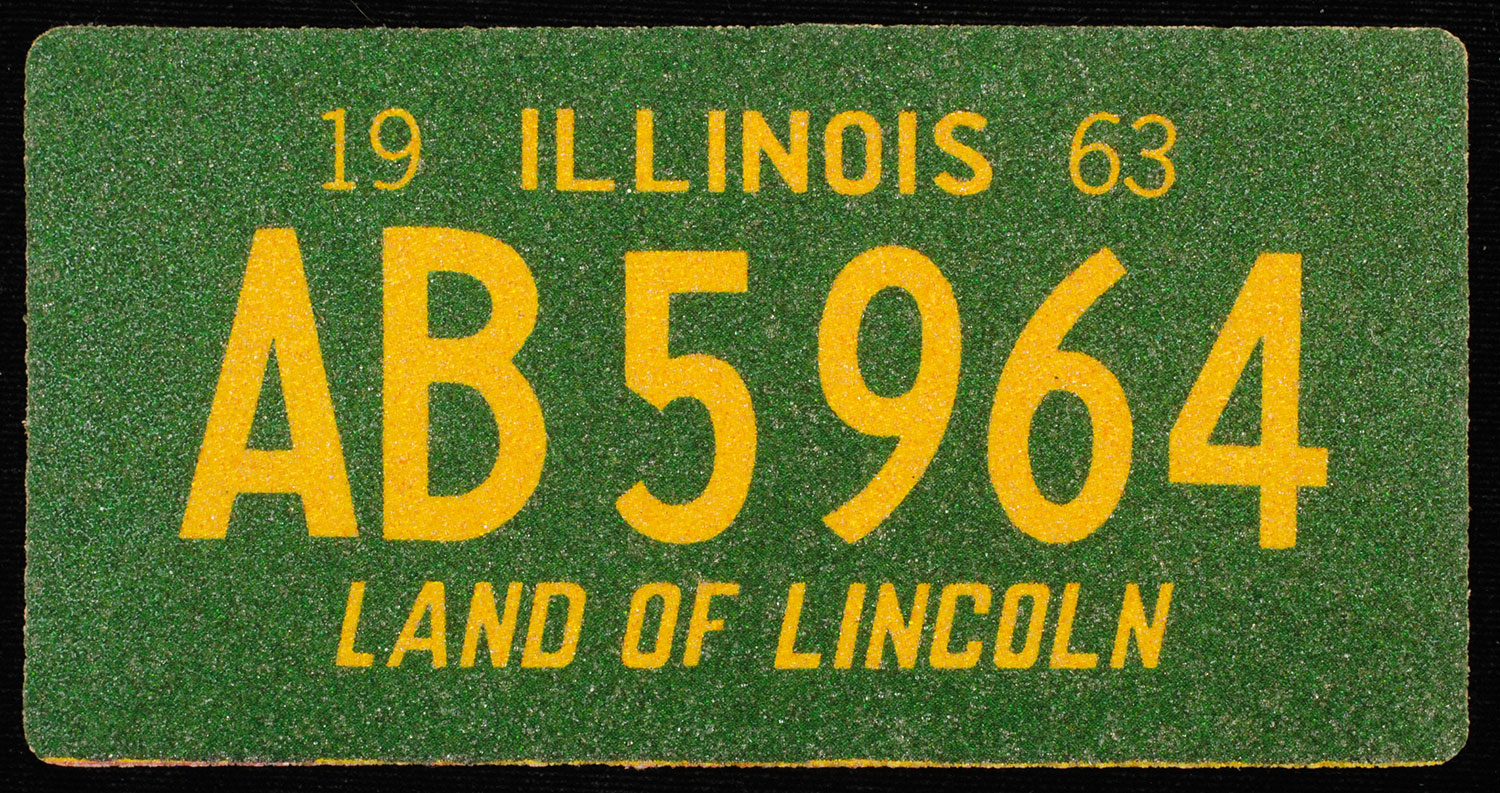 19 ILLINOIS 63
AB 5964
LAND OF LINCOLN